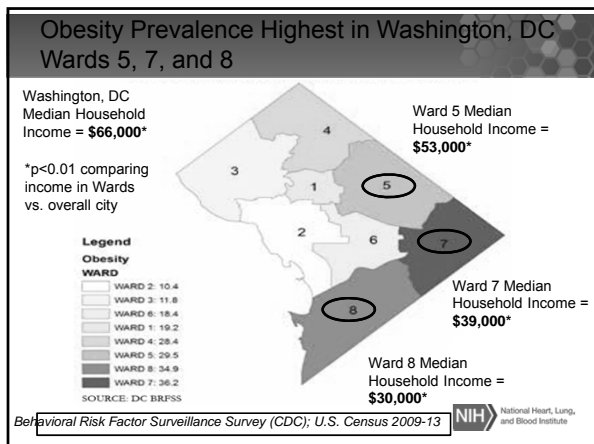 Obesity Prevalence Highest in Washington, DC
Wards 5, 7, and 8
Washington, DC
Median Household
Income = $66,000*
*p<0.01 comparing
income in Wards
vs. overall city
Ward 5 Median
Household Income =
$53,000*
4
3
1
5
2
6
7
8
Legend
Obesity
WARD
WARD 2: 10.4
WARD 3: 11.8
WARD 6: 18.4
WARD 1: 19.2
WARD 4: 28.4
WARD 5: 29.5
WARD 8: 34.9
WARD 7: 36.2
SOURCE: DC BRFSS
Ward 7 Median
Household Income =
$39,000*
Ward 8 Median
Household Income =
$30,000*
Behavioral Risk Factor Surveillance Survey (CDC); U.S. Census 2009-13
NIH
National Heart, Lung,
and Blood Institute